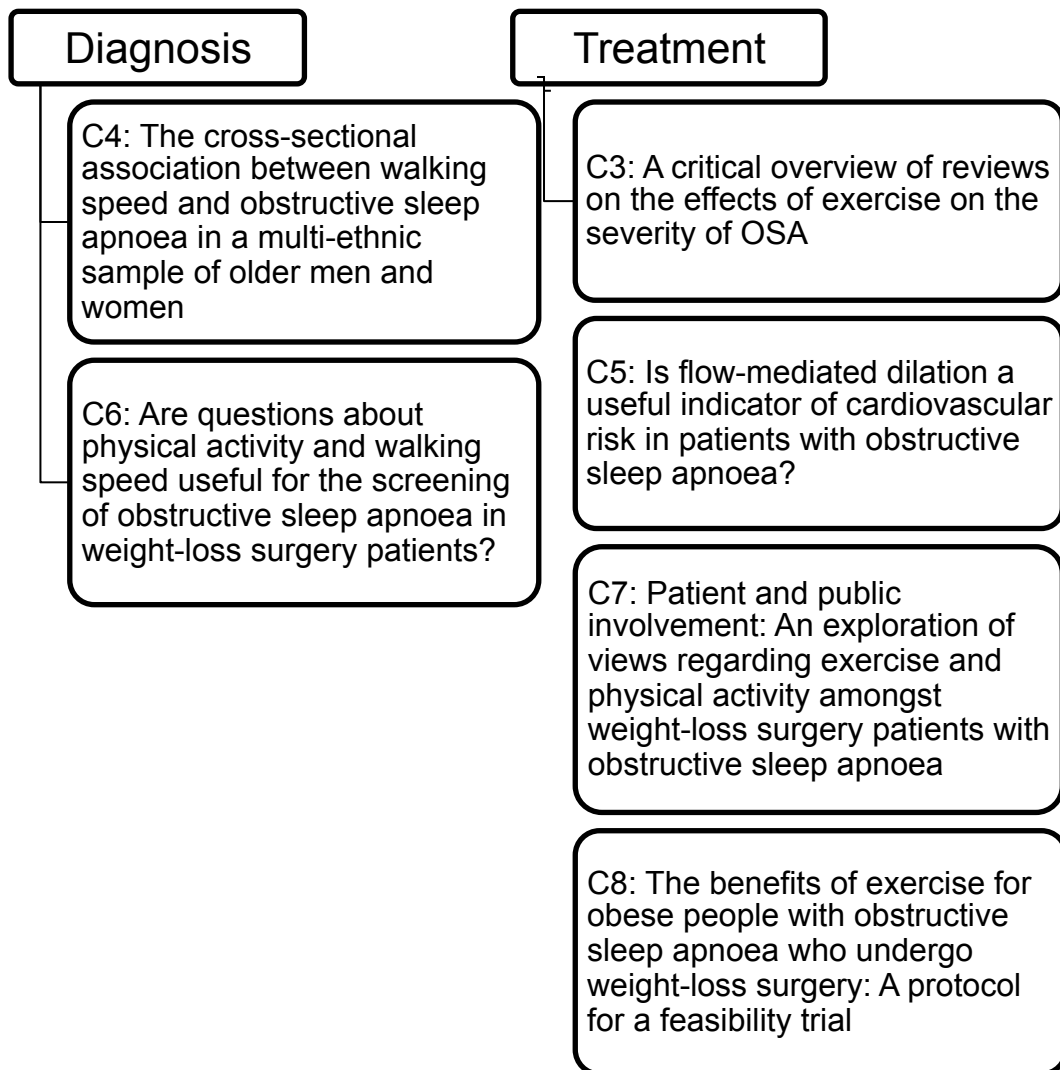 Diagnosis
C4: The cross-sectional
association between walking
speed and obstructive sleep
apnoea in a multi-ethnic
sample of older men and
women
C6: Are questions about
physical activity and walking
speed useful for the screening
of obstructive sleep apnoea in
weight-loss surgery patients?
Treatment
C3: A critical overview of reviews
on the effects of exercise on the
severity of OSA
C5: Is flow-mediated dilation a
useful indicator of cardiovascular
risk in patients with obstructive
sleep apnoea?
C7: Patient and public
involvement: An exploration of
views regarding exercise and
physical activity amongst
weight-loss surgery patients with
obstructive sleep apnoea
C8: The benefits of exercise for
obese people with obstructive
sleep apnoea who undergo
weight-loss surgery: A protocol
for a feasibility trial